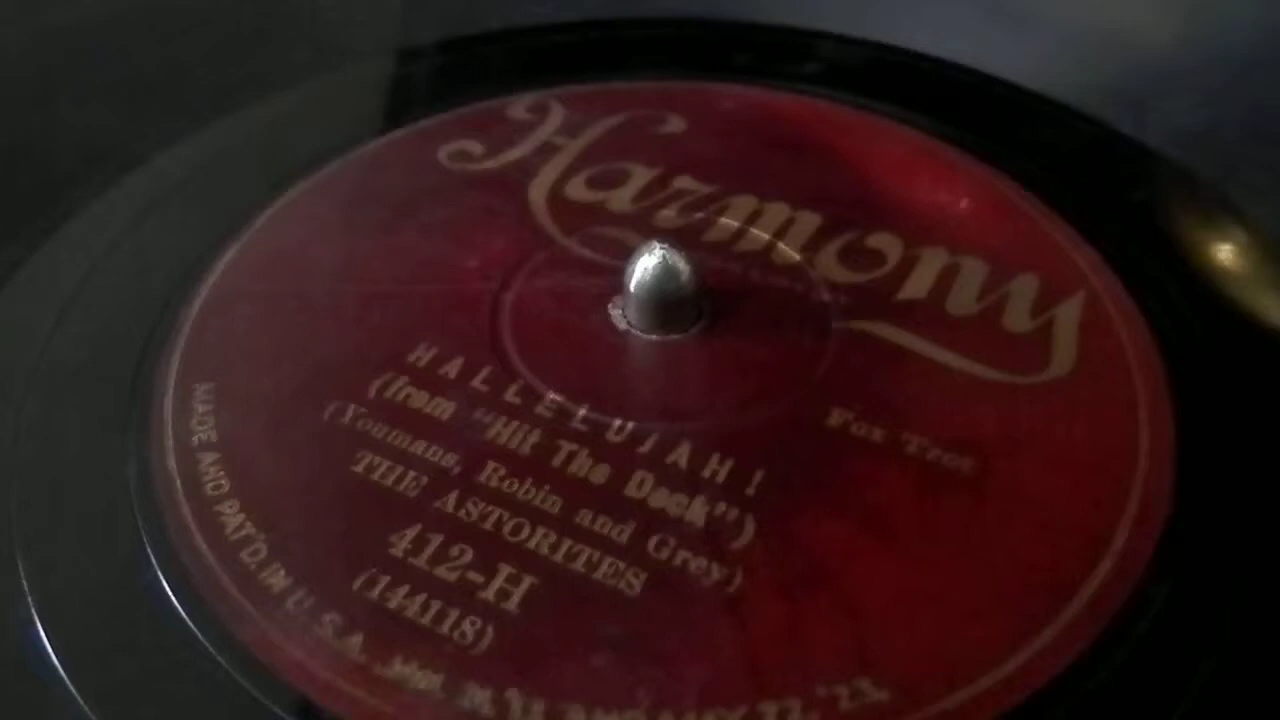 Harmony
Fox Trot
HALLELUJAH!
(from "Hit The Deck")
(Youmans, Robin and Grey)
THE ASTORITES
412-H
(144118)
MADE AND PAT'D. IN U.S.A. '23.